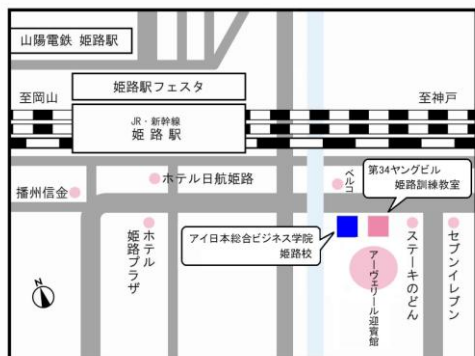 山陽電鉄 姫路駅
姫路駅フェスタ
至岡山
至神戸
JR・新幹線
姫路駅
ホテル日航姫路
播州信金
ベルコ
第34ヤングビル
姫路訓練教室
アイ日本総合ビジネス学院
姫路校
ホテル
姫路プラザ
アーヴェリール迎賓館
ステーキのどん
セブンイレブン
N